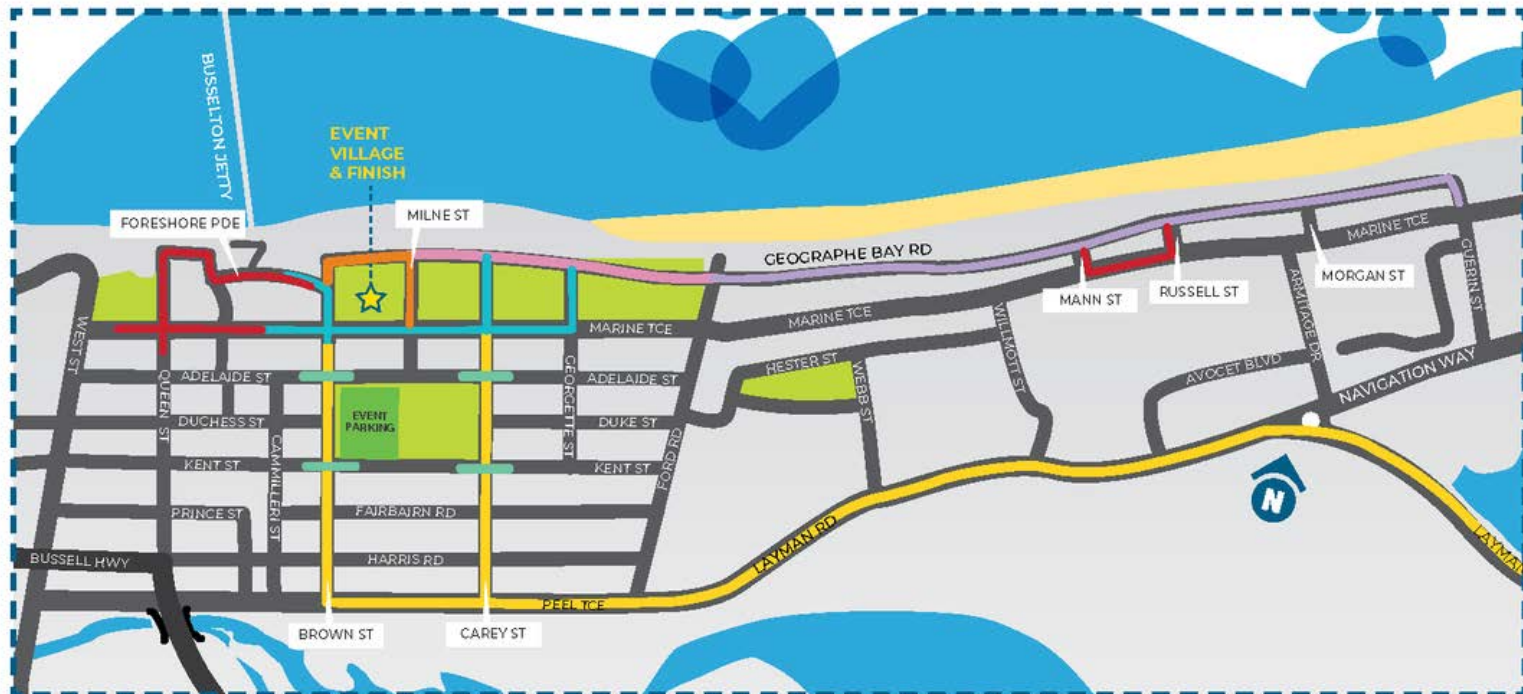 BUSSELTON JETTY
EVENT
VILLAGE
& FINISH
FORESHORE PDE
MILNE ST
GEOGRAPHE BAY RD
MARINE TCE
MARINE TCE
MARINE TCE
MANN ST
RUSSELL ST
MORGAN ST
GUERIN ST
ARMITAGE DR
WEST ST
QUEEN ST
ADELAIDE ST
ADELAIDE ST
GEORGETTE ST
HESTER ST
WEBB ST
WILLMOTT ST
AVOCET BLVD
NAVIGATION WAY
DUCHESS ST
CAMMILLERI ST
EVENT
PARKING
DUKE ST
FORD RD
KENT ST
KENT ST
PRINCE ST
FAIRBAIRN RD
BUSSELL HWY
HARRIS RD
LAYMAN RD
LAYMAN
N
PEEL TCE
BROWN ST
CAREY ST